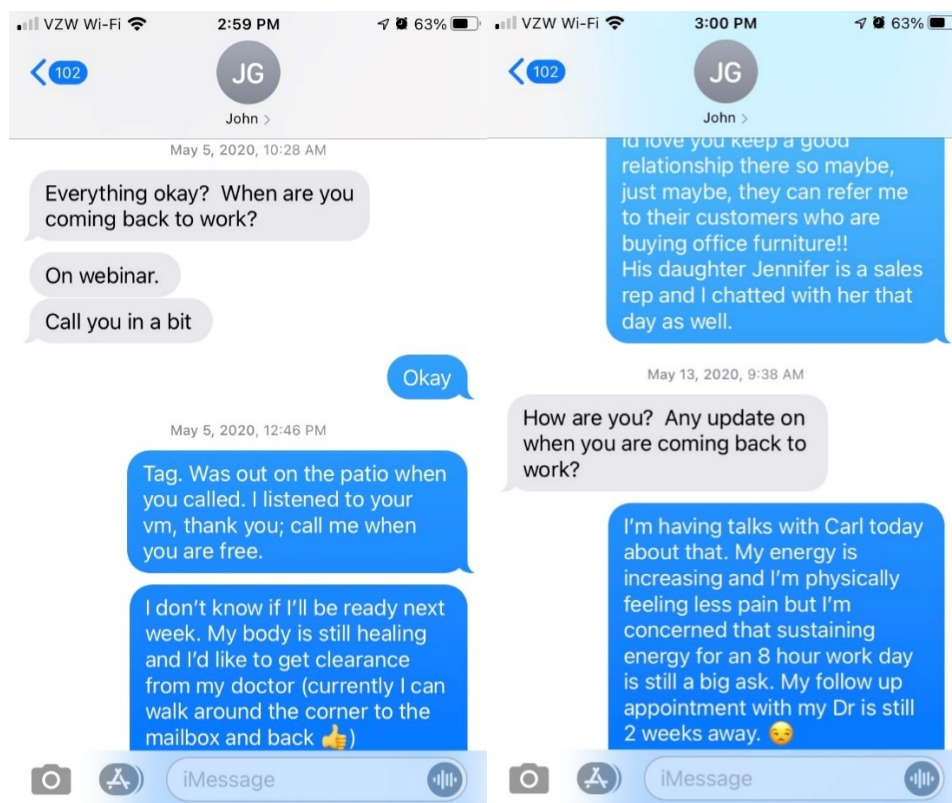 VZW Wi-Fi
2:59 PM
63%
102
JG
John >
May 5, 2020, 10:28 AM
Everything okay?  When are you
coming back to work?
On webinar.
Call you in a bit
Okay
May 5, 2020, 12:46 PM
Tag. Was out on the patio when
you called. I listened to your
vm, thank you; call me when
you are free.
I don't know if I'll be ready next
week. My body is still healing
and I'd like to get clearance
from my doctor (currently I can
walk around the corner to the
mailbox and back 👍)
iMessage
VZW Wi-Fi
3:00 PM
63%
102
JG
John >
Id love you keep a good
relationship there so maybe,
just maybe, they can refer me
to their customers who are
buying office furniture!!
His daughter Jennifer is a sales
rep and I chatted with her that
day as well.
May 13, 2020, 9:38 AM
How are you?  Any update on
when you are coming back to
work?
I'm having talks with Carl today
about that. My energy is
increasing and I'm physically
feeling less pain but I'm
concerned that sustaining
energy for an 8 hour work day
is still a big ask. My follow up
appointment with my Dr is still
2 weeks away. 😒
iMessage